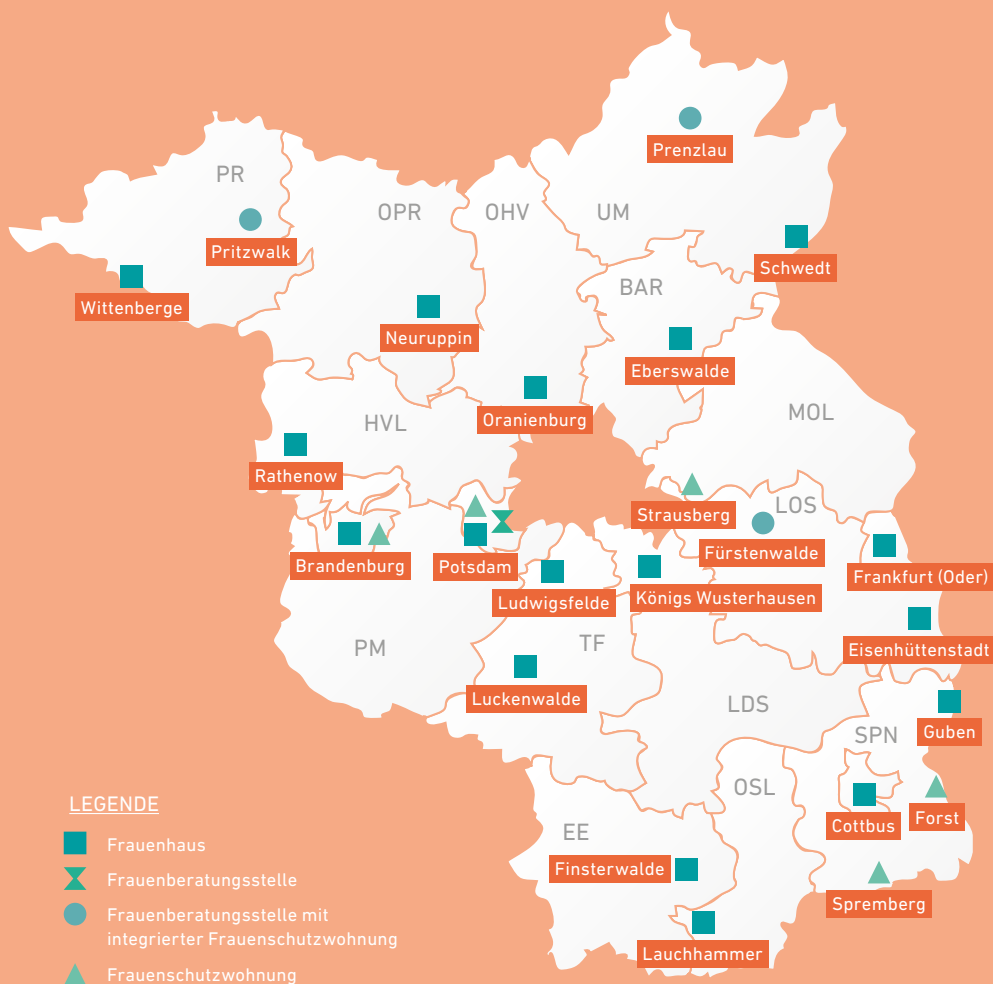 Prenzlau
PR
OPR
OHV
UM
Pritzwalk
Schwedt
BAR
Wittenberge
Neuruppin
Eberswalde
MOL
Oranienburg
HVL
Rathenow
Strausberg
LOS
Fürstenwalde
Brandenburg
Potsdam
Frankfurt (Oder)
Ludwigsfelde
Königs Wusterhausen
TF
PM
Eisenhüttenstadt
Luckenwalde
LDS
SPN
Guben
OSL
Forst
Cottbus
EE
Finsterwalde
Spremberg
Lauchhammer
LEGENDE
Frauenhaus
Frauenberatungsstelle
Frauenberatungsstelle mit
integrierter Frauenschutzwohnung
Frauenschutzwohnung